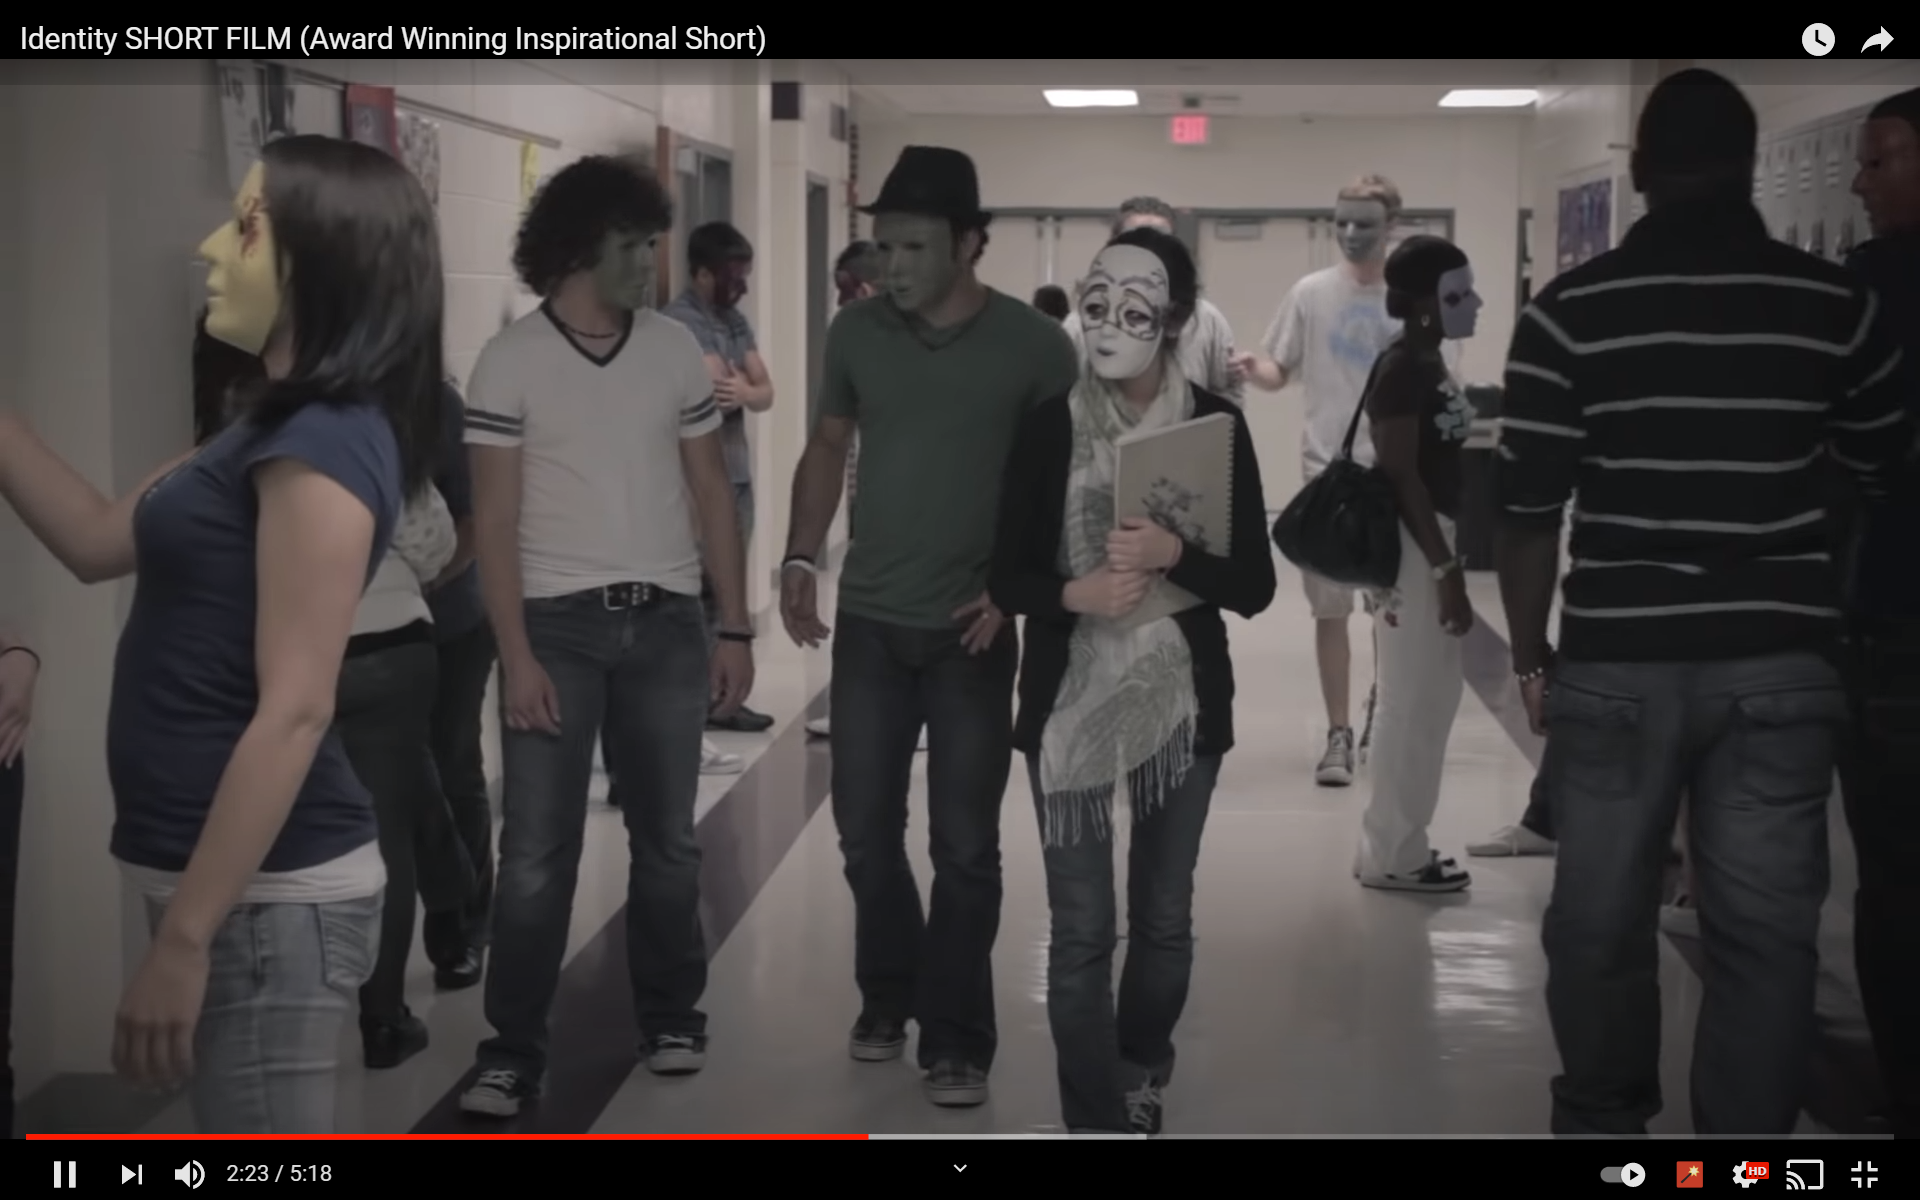 Identity SHORT FILM (Award Winning Inspirational Short)
EXIT
2:23 / 5:18
HD